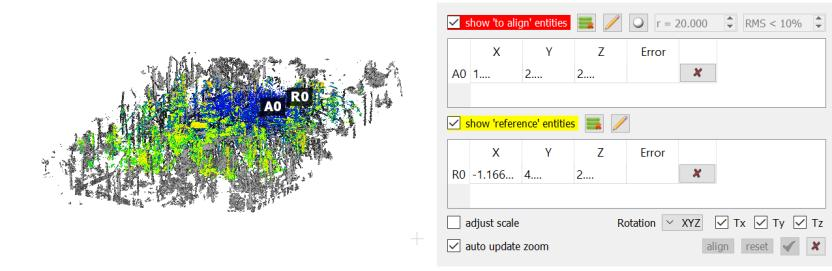 A0 R0
show 'to align' entities r = 20.000 RMS < 10%
X Y Z Error
A0 1.... 2.... 2....
show 'reference' entities
X Y Z Error
R0 -1.166... 4.... 2....
adjust scale Rotation XYZ Tx Ty Tz
auto update zoom align reset